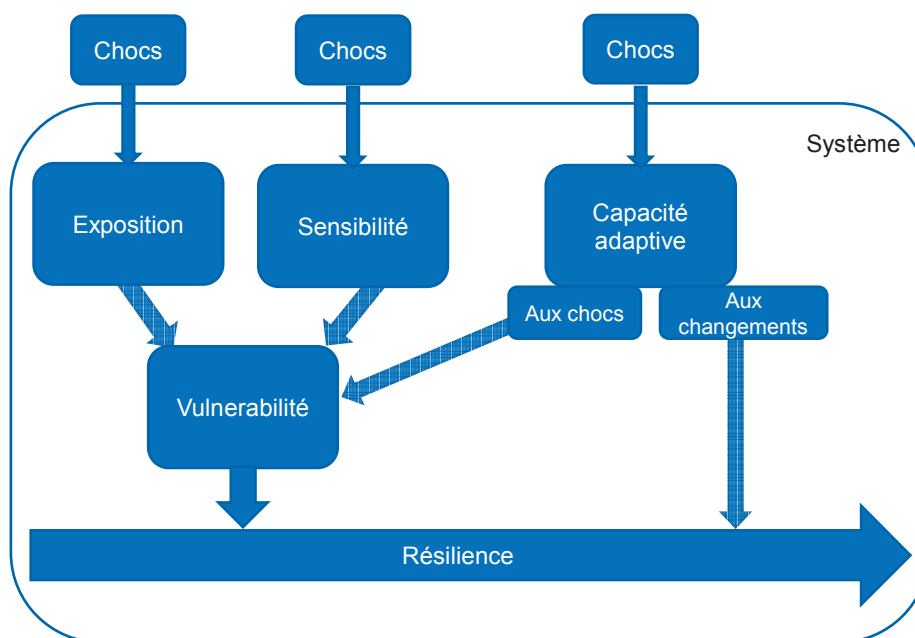 Chocs
Chocs
Chocs
Système
Exposition
Sensibilité
Capacité
adaptive
Aux chocs
Aux
changements
Vulnerabilité
Résilience